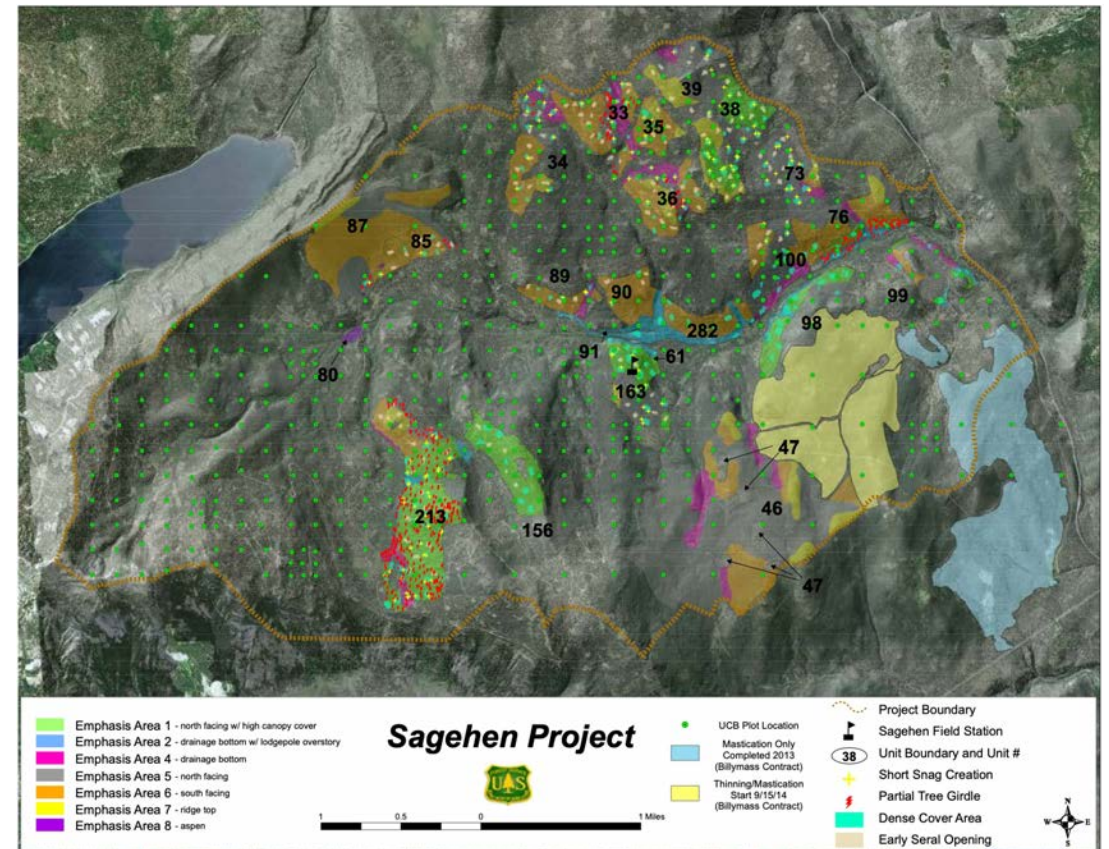 39
38
33
35
34
73
36
76
87
85
100
89
90
99
282
98
91
61
80
163
47
213
46
156
47
Emphasis Area 1 - north facing w/ high canopy cover
Emphasis Area 2 - drainage bottom w/ lodgepole overstory
Emphasis Area 4 - drainage bottom
Emphasis Area 5 - north facing
Emphasis Area 6 - south facing
Emphasis Area 7 - ridge top
Emphasis Area 8 - aspen
Sagehen Project
U S
1 0.5 0 1 Miles
UCB Plot Location
Mastication Only
Completed 2013
(Billymass Contract)
Thinning/Mastication
Start 9/15/14
(Billymass Contract)
Project Boundary
Sagehen Field Station
38 Unit Boundary and Unit #
Short Snag Creation
Partial Tree Girdle
Dense Cover Area
Early Seral Opening
N
W E
S